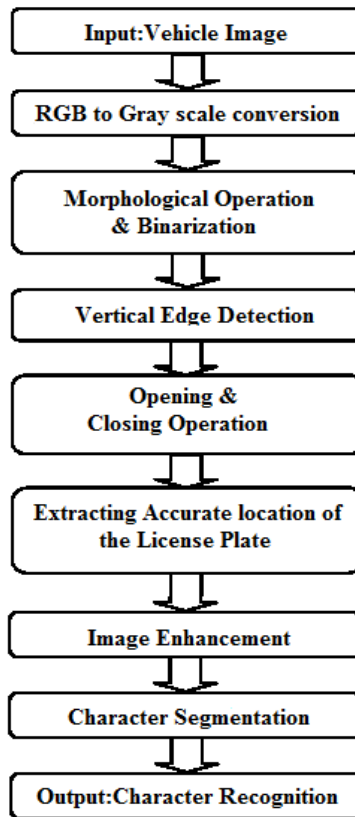 Input:Vehicle Image
RGB to Gray scale conversion
Morphological Operation
& Binarization
Vertical Edge Detection
Opening &
Closing Operation
Extracting Accurate location of
the License Plate
Image Enhancement
Character Segmentation
Output:Character Recognition